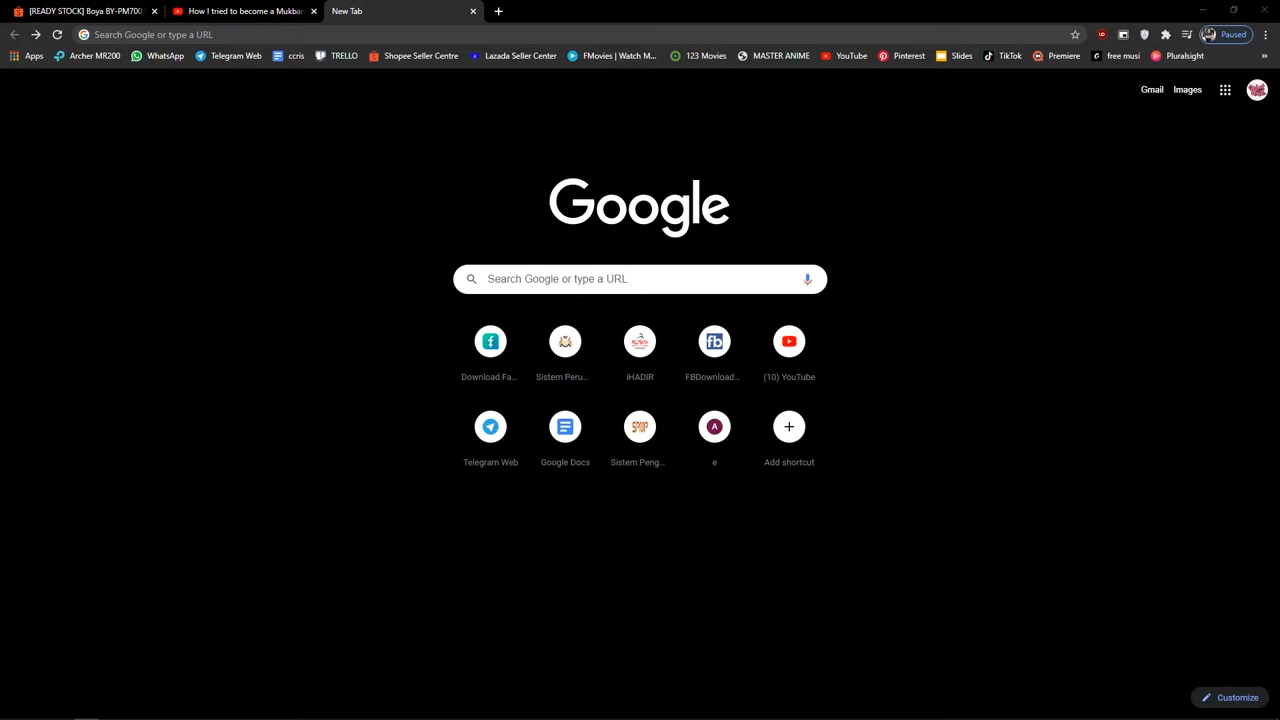 [READY STOCK] Boya BY-PM700
How I tried to become a Mukban
New Tab
Search Google or type a URL
Paused
Apps
Archer MR200
WhatsApp
Telegram Web
ccris
TRELLO
Shopee Seller Centre
Lazada Seller Center
FMovies | Watch M...
123 Movies
MASTER ANIME
YouTube
Pinterest
Slides
TikTok
Premiere
free musi
Pluralsight
Gmail
Images
Google
Search Google or type a URL
Download Fa...
Sistem Peru...
iHADIR
FBDownload...
(10) YouTube
Telegram Web
Google Docs
Sistem Peng...
e
Add shortcut
Customize